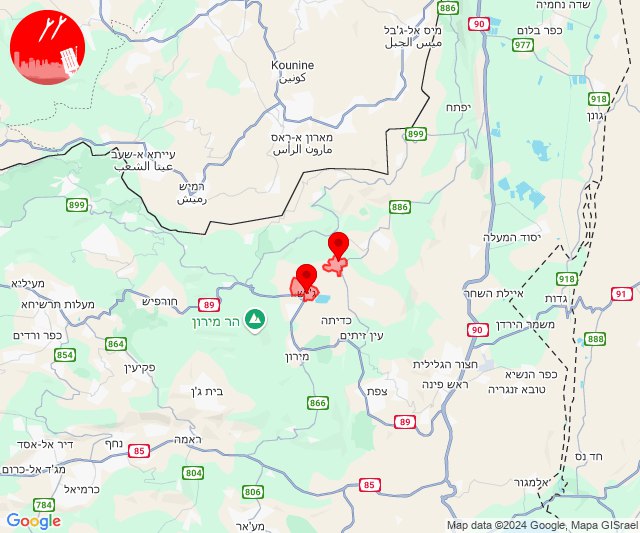 שדה נחמיה
886
90
מיס אל-ג'בל
ميس الجبل
כפר בלום
977
Kounine
כונין
918
גונן
יפתח
899
מארון א-ראס
مارون الراس
עייתא א-שעב
عيتا الشعب
רמיש
رميش
899
886
יסוד המעלה
918
מעיליא
חורפיש
89
איילת השחר
גדות
91
מעלות תרשיחא
הר מירון
כדיתה
עין זיתים
90
משמר הירדן
כפר ורדים
864
854
מירון
888
פקיעין
חצור הגלילית
ראש פינה
כפר הנשיא
טובא זנגריה
בית ג'ן
צפת
866
89
ראמה
נחף
דיר אל-אסד
85
חד נס
מג'ד אל-כרום
804
85
אלמגור
כרמיאל
806
784
מע'אר
Google
Map data ©2024 Google, Mapa GISrael